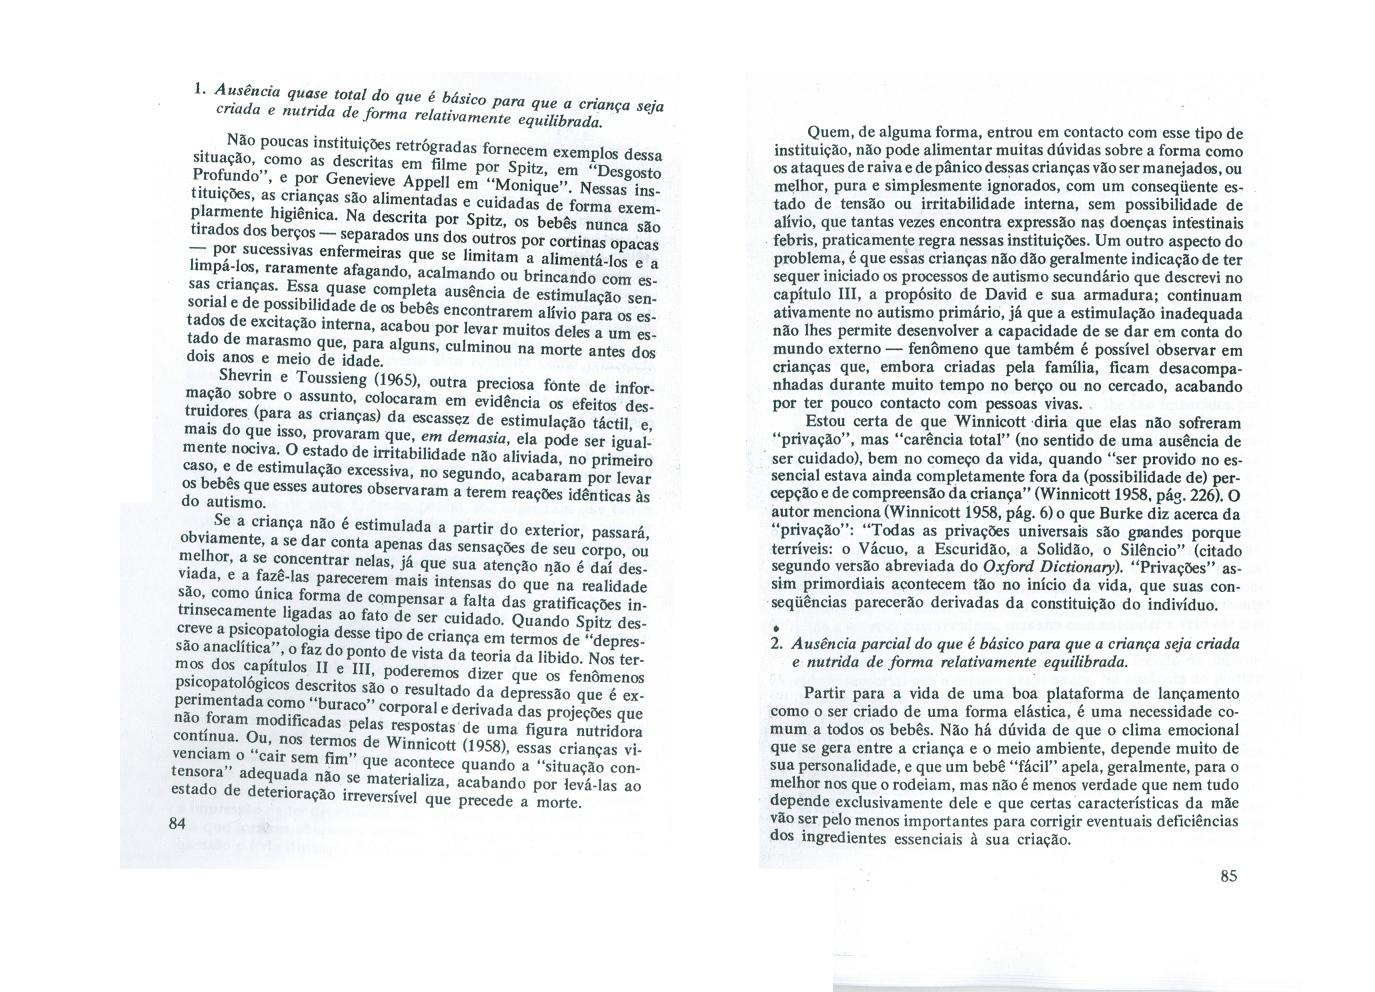 1. Ausência quase total do que é básico para que a criança seja
criada e nutrida de forma relativamente equilibrada.
Não poucas instituições retrógradas fornecem exemplos dessa
situação, como as descritas em filme por Spitz, em “Desgosto
Profundo”, e por Genevieve Appell em “Monique”. Nessas ins-
tituições, as crianças são alimentadas e cuidadas de forma exem-
plarmente higiênica. Na descrita por Spitz, os bebês nunca são
tirados dos berços — separados uns dos outros por cortinas opacas
— por sucessivas enfermeiras que se limitam a alimentá-los e a
limpá-los, raramente afagando, acalmando ou brincando com es-
sas crianças. Essa quase completa ausência de estimulação sen-
sorial e de possibilidade de os bebês encontrarem alívio para os es-
tados de excitação interna, acabou por levar muitos deles a um es-
tado de marasmo que, para alguns, culminou na morte antes dos
dois anos e meio de idade.
Shevrin e Toussieng (1965), outra preciosa fonte de infor-
mação sobre o assunto, colocaram em evidência os efeitos des-
truidores (para as crianças) da escassez de estimulação táctil, e,
mais do que isso, provaram que, em demasia, ela pode ser igual-
mente nociva. O estado de irritabilidade não aliviada, no primeiro
caso, e de estimulação excessiva, no segundo, acabaram por levar
os bebês que esses autores observaram a terem reações idênticas às
do autismo.
Se a criança não é estimulada a partir do exterior, passará,
obviamente, a se dar conta apenas das sensações de seu corpo, ou
melhor, a se concentrar nelas, já que sua atenção não é daí des-
viada, e a fazê-las parecerem mais intensas do que na realidade
são, como única forma de compensar a falta das gratificações in-
trinsecamente ligadas ao fato de ser cuidado. Quando Spitz des-
creve a psicopatologia desse tipo de criança em termos de “depres-
são anaclítica”, o faz do ponto de vista da teoria da libido. Nos ter-
mos dos capítulos II e III, poderemos dizer que os fenômenos
psicopatológicos descritos são o resultado da depressão que é ex-
perimentada como “buraco” corporal e derivada das projeções que
não foram modificadas pelas respostas de uma figura nutridora
contínua. Ou, nos termos de Winnicott (1958), essas crianças vi-
venciam o “cair sem fim” que acontece quando a “situação con-
tensora” adequada não se materializa, acabando por levá-las ao
estado de deterioração irreversível que precede a morte.
84
Quem, de alguma forma, entrou em contacto com esse tipo de
instituição, não pode alimentar muitas dúvidas sobre a forma como
os ataques de raiva e de pânico dessas crianças vão ser manejados, ou
melhor, pura e simplesmente ignorados, com um conseqüente es-
tado de tensão ou irritabilidade interna, sem possibilidade de
alívio, que tantas vezes encontra expressão nas doenças intestinais
febris, praticamente regra nessas instituições. Um outro aspecto do
problema, é que essas crianças não dão geralmente indicação de ter
sequer iniciado os processos de autismo secundário que descrevi no
capítulo III, a propósito de David e sua armadura; continuam
ativamente no autismo primário, já que a estimulação inadequada
não lhes permite desenvolver a capacidade de se dar em conta do
mundo externo — fenômeno que também é possível observar em
crianças que, embora criadas pela família, ficam desacompa-
nhadas durante muito tempo no berço ou no cercado, acabando
por ter pouco contacto com pessoas vivas.
Estou certa de que Winnicott diria que elas não sofreram
“privação”, mas “carência total” (no sentido de uma ausência de
ser cuidado), bem no começo da vida, quando “ser provido no es-
sencial estava ainda completamente fora da (possibilidade de) per-
cepção e de compreensão da criança” (Winnicott 1958, pág. 226). O
autor menciona (Winnicott 1958, pág. 6) o que Burke diz acerca da
“privação”: “Todas as privações universais são grandes porque
terríveis: o Vácuo, a Escuridão, a Solidão, o Silêncio” (citado
segundo versão abreviada do Oxford Dictionary). “Privações” as-
sim primordiais acontecem tão no início da vida, que suas con-
seqüências parecerão derivadas da constituição do indivíduo.
2. Ausência parcial do que é básico para que a criança seja criada
e nutrida de forma relativamente equilibrada.
Partir para a vida de uma boa plataforma de lançamento
como o ser criado de uma forma elástica, é uma necessidade co-
mum a todos os bebês. Não há dúvida de que o clima emocional
que se gera entre a criança e o meio ambiente, depende muito de
sua personalidade, e que um bebê “fácil” apela, geralmente, para o
melhor nos que o rodeiam, mas não é menos verdade que nem tudo
depende exclusivamente dele e que certas características da mãe
vão ser pelo menos importantes para corrigir eventuais deficiências
dos ingredientes essenciais à sua criação.
85